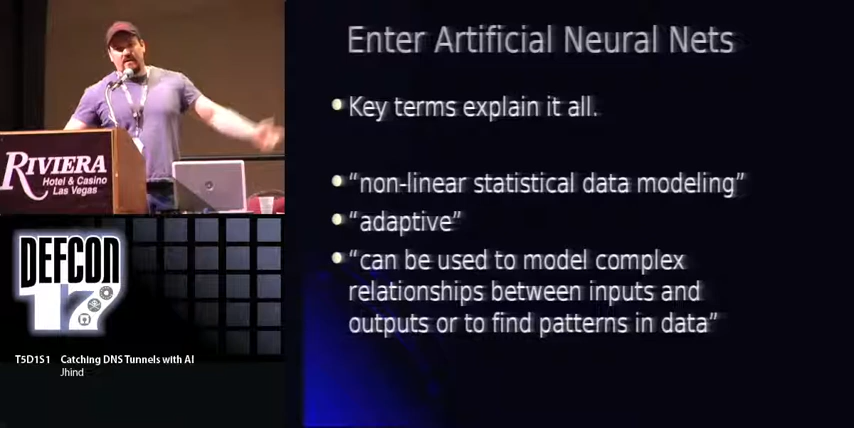 RIVIERA
Hotel & Casino
Las Vegas
DEFCON
17
T5D1S1 Catching DNS Tunnels with AI
Jhind
Enter Artificial Neural Nets
Key terms explain it all.
“non-linear statistical data modeling”
“adaptive”
“can be used to model complex
relationships between inputs and
outputs or to find patterns in data”